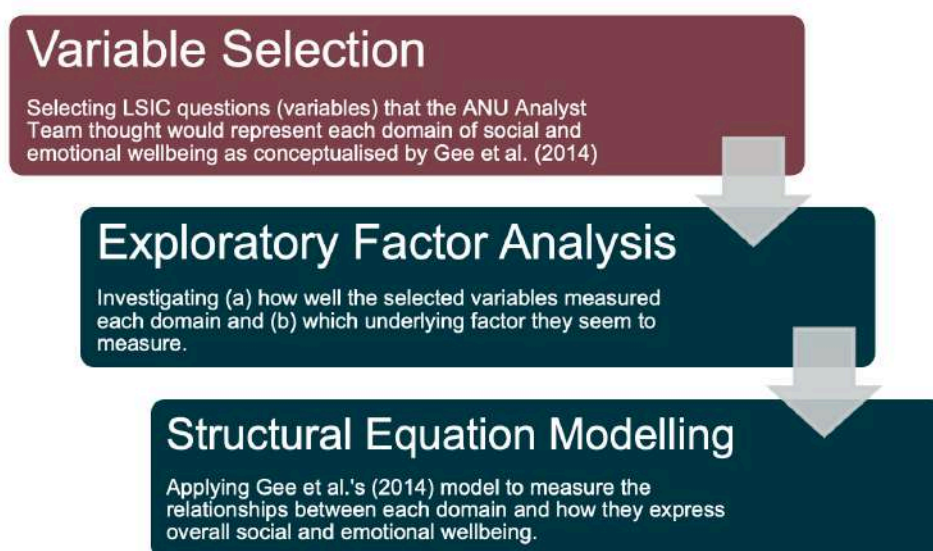 Variable Selection
Selecting LSIC questions (variables) that the ANU Analyst
Team thought would represent each domain of social and
emotional wellbeing as conceptualised by Gee et al. (2014)
Exploratory Factor Analysis
Investigating (a) how well the selected variables measured
each domain and (b) which underlying factor they seem to
measure.
Structural Equation Modelling
Applying Gee et al.'s (2014) model to measure the
relationships between each domain and how they express
overall social and emotional wellbeing.